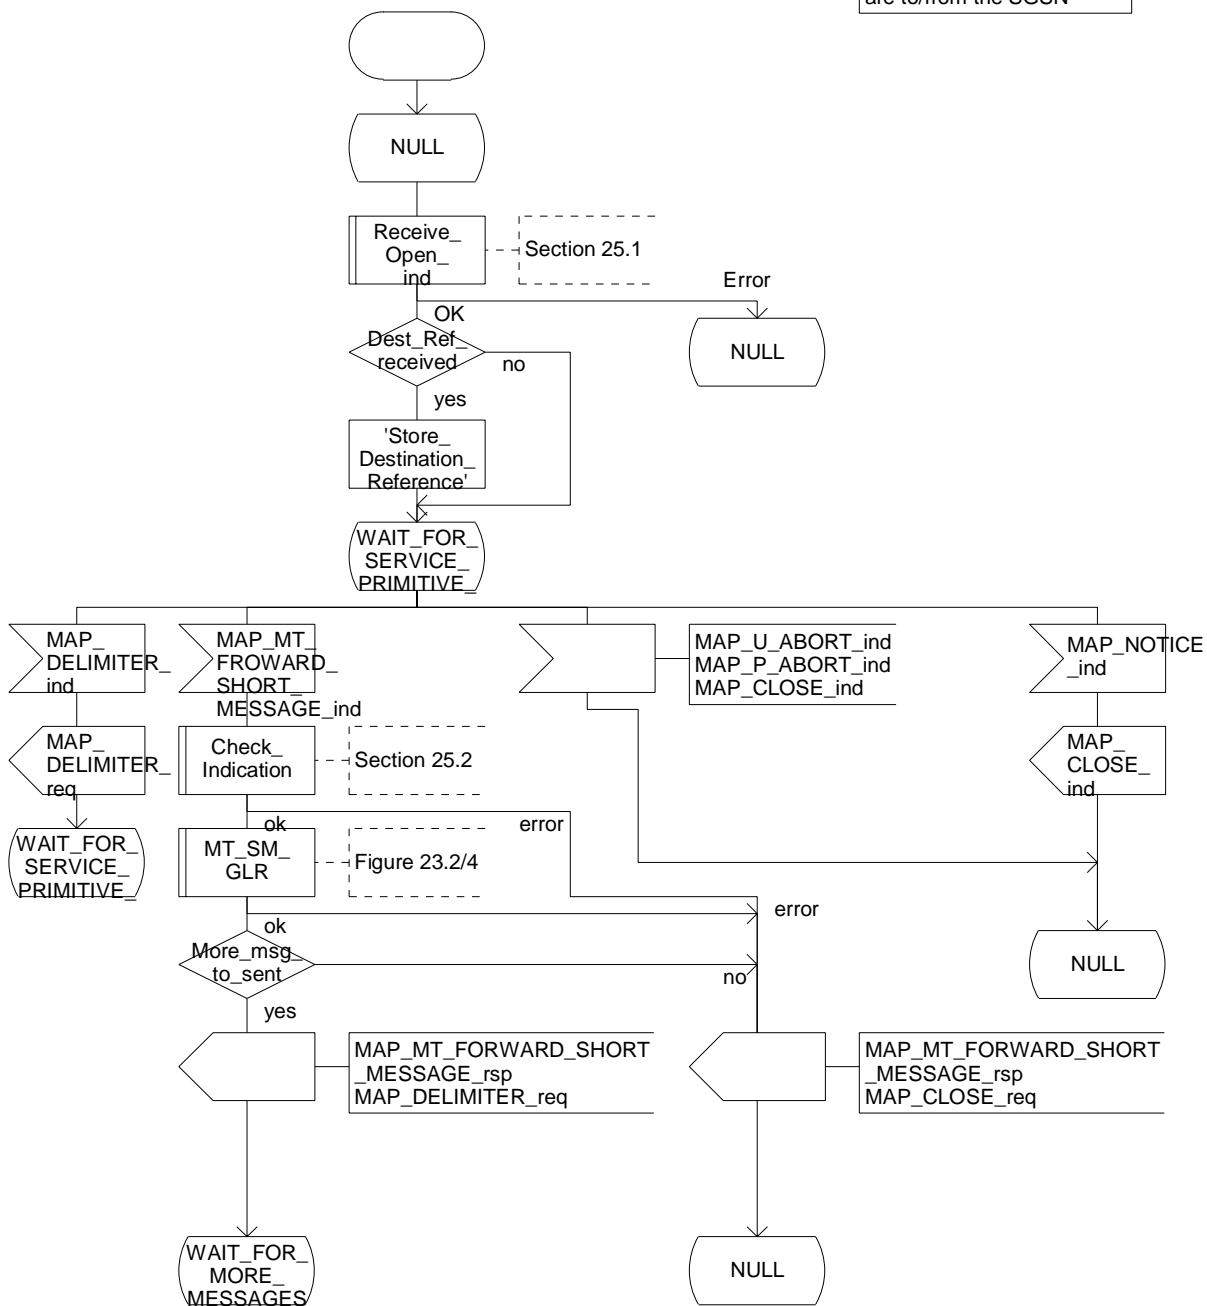 are to/from the SGSN
NULL
Receive_
Open_
ind
Section 25.1
Error
OK
Dest_Ref_
received
no
NULL
yes
'Store_
Destination_
Reference'
WAIT_FOR_
SERVICE_
PRIMITIVE_
MAP_
DELIMITER_
ind
MAP_MT_
FROWARD_
SHORT_
MESSAGE_ind
MAP_U_ABORT_ind
MAP_P_ABORT_ind
MAP_CLOSE_ind
MAP_NOTICE
_ind
MAP_
DELIMITER_
req
Check_
Indication
Section 25.2
MAP_
CLOSE_
ind
ok
error
WAIT_FOR_
SERVICE_
PRIMITIVE_
MT_SM_
GLR
Figure 23.2/4
ok
error
More_msg_
to_sent
no
NULL
yes
MAP_MT_FORWARD_SHORT
_MESSAGE_rsp
MAP_DELIMITER_req
MAP_MT_FORWARD_SHORT
_MESSAGE_rsp
MAP_CLOSE_req
WAIT_FOR_
MORE_
MESSAGES
NULL